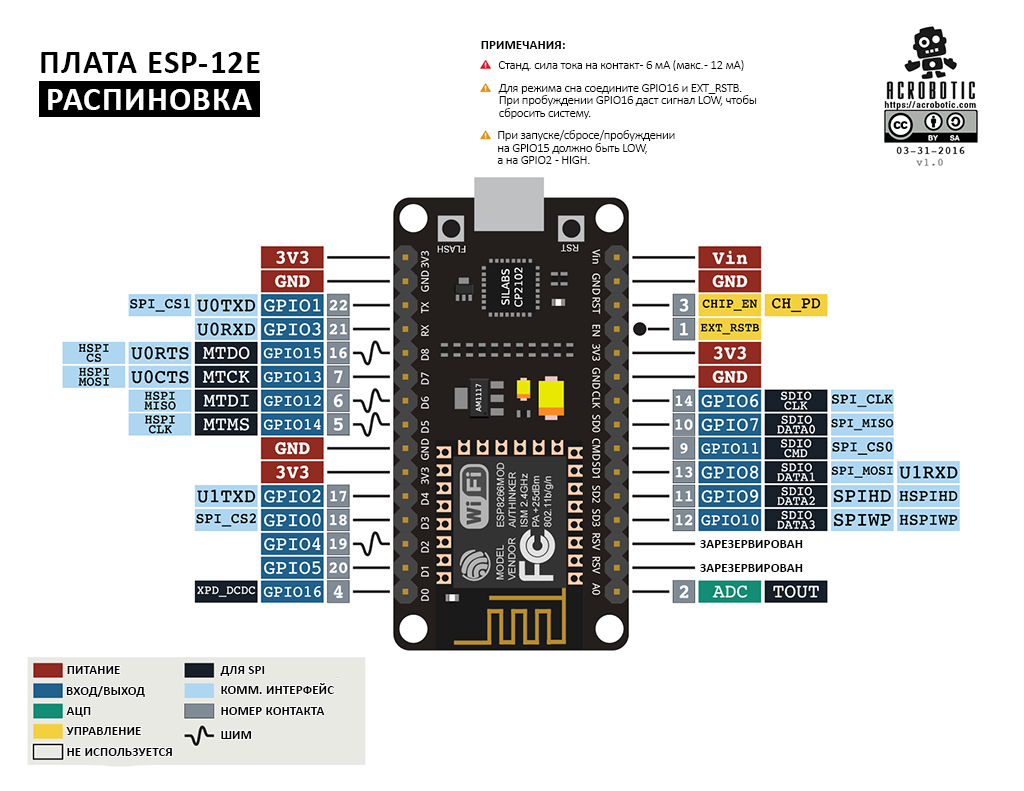 ПЛАТА ESP-12E
РАСПИНОВКА
ПРИМЕЧАНИЯ:
Станд. сила тока на контакт- 6 мА (макс.- 12 мА)
Для режима сна соедините GPIO16 и EXT_RSTB.
При пробуждении GPIO16 даст сигнал LOW, чтобы
сбросить систему.
При запуске/сбросе/пробуждении
на GPIO15 должно быть LOW,
а на GPIO2 - HIGH.
ACROBOTIC
https://acrobotic.com
cc
BY SA
03-31-2016
v1.0
FLASH
RST
3V3
GND
SPI_CS1 U0TXD GPIO1 22
U0RXD GPIO3 21
HSPI
CS
U0RTS MTDO GPIO15 16
HSPI
MOSI
U0CTS MTCK GPIO13 7
HSPI
MISO
MTDI GPIO12 6
HSPI
CLK
MTMS GPIO14 5
GND
3V3
U1TXD GPIO2 17
SPI_CS2 GPIO0 18
GPIO4 19
GPIO5 20
XPD_DCDC GPIO16 4
3V3
GND
TX
RX
D8
D7
D6
D5
GND
3V3
D4
D3
D2
D1
D0
SILABS
CP2102
AM1117
WiFi
ESP8266MOD
AI/THINKER
ISM 2.4GHz
PA +25dBm
802.11b/g/n
MODEL
VENDOR
FC
Vin
GND
RST
EN
3V3
GND
CLK
SD0
CMD
SD1
SD2
SD3
RSV
RSV
A0
Vin
GND
3 CHIP_EN CH_PD
1 EXT_RSTB
3V3
GND
14 GPIO6 SDIO
CLK
SPI_CLK
10 GPIO7 SDIO
DATA0
SPI_MISO
9 GPIO11 SDIO
CMD
SPI_CS0
13 GPIO8 SDIO
DATA1
SPI_MOSI U1RXD
11 GPIO9 SDIO
DATA2
SPIHD HSPIHD
12 GPIO10 SDIO
DATA3
SPIWP HSPIWP
ЗАРЕЗЕРВИРОВАН
ЗАРЕЗЕРВИРОВАН
2 ADC TOUT
ПИТАНИЕ
ВХОД/ВЫХОД
АЦП
УПРАВЛЕНИЕ
НЕ ИСПОЛЬЗУЕТСЯ
ДЛЯ SPI
КОММ. ИНТЕРФЕЙС
НОМЕР КОНТАКТА
ШИМ